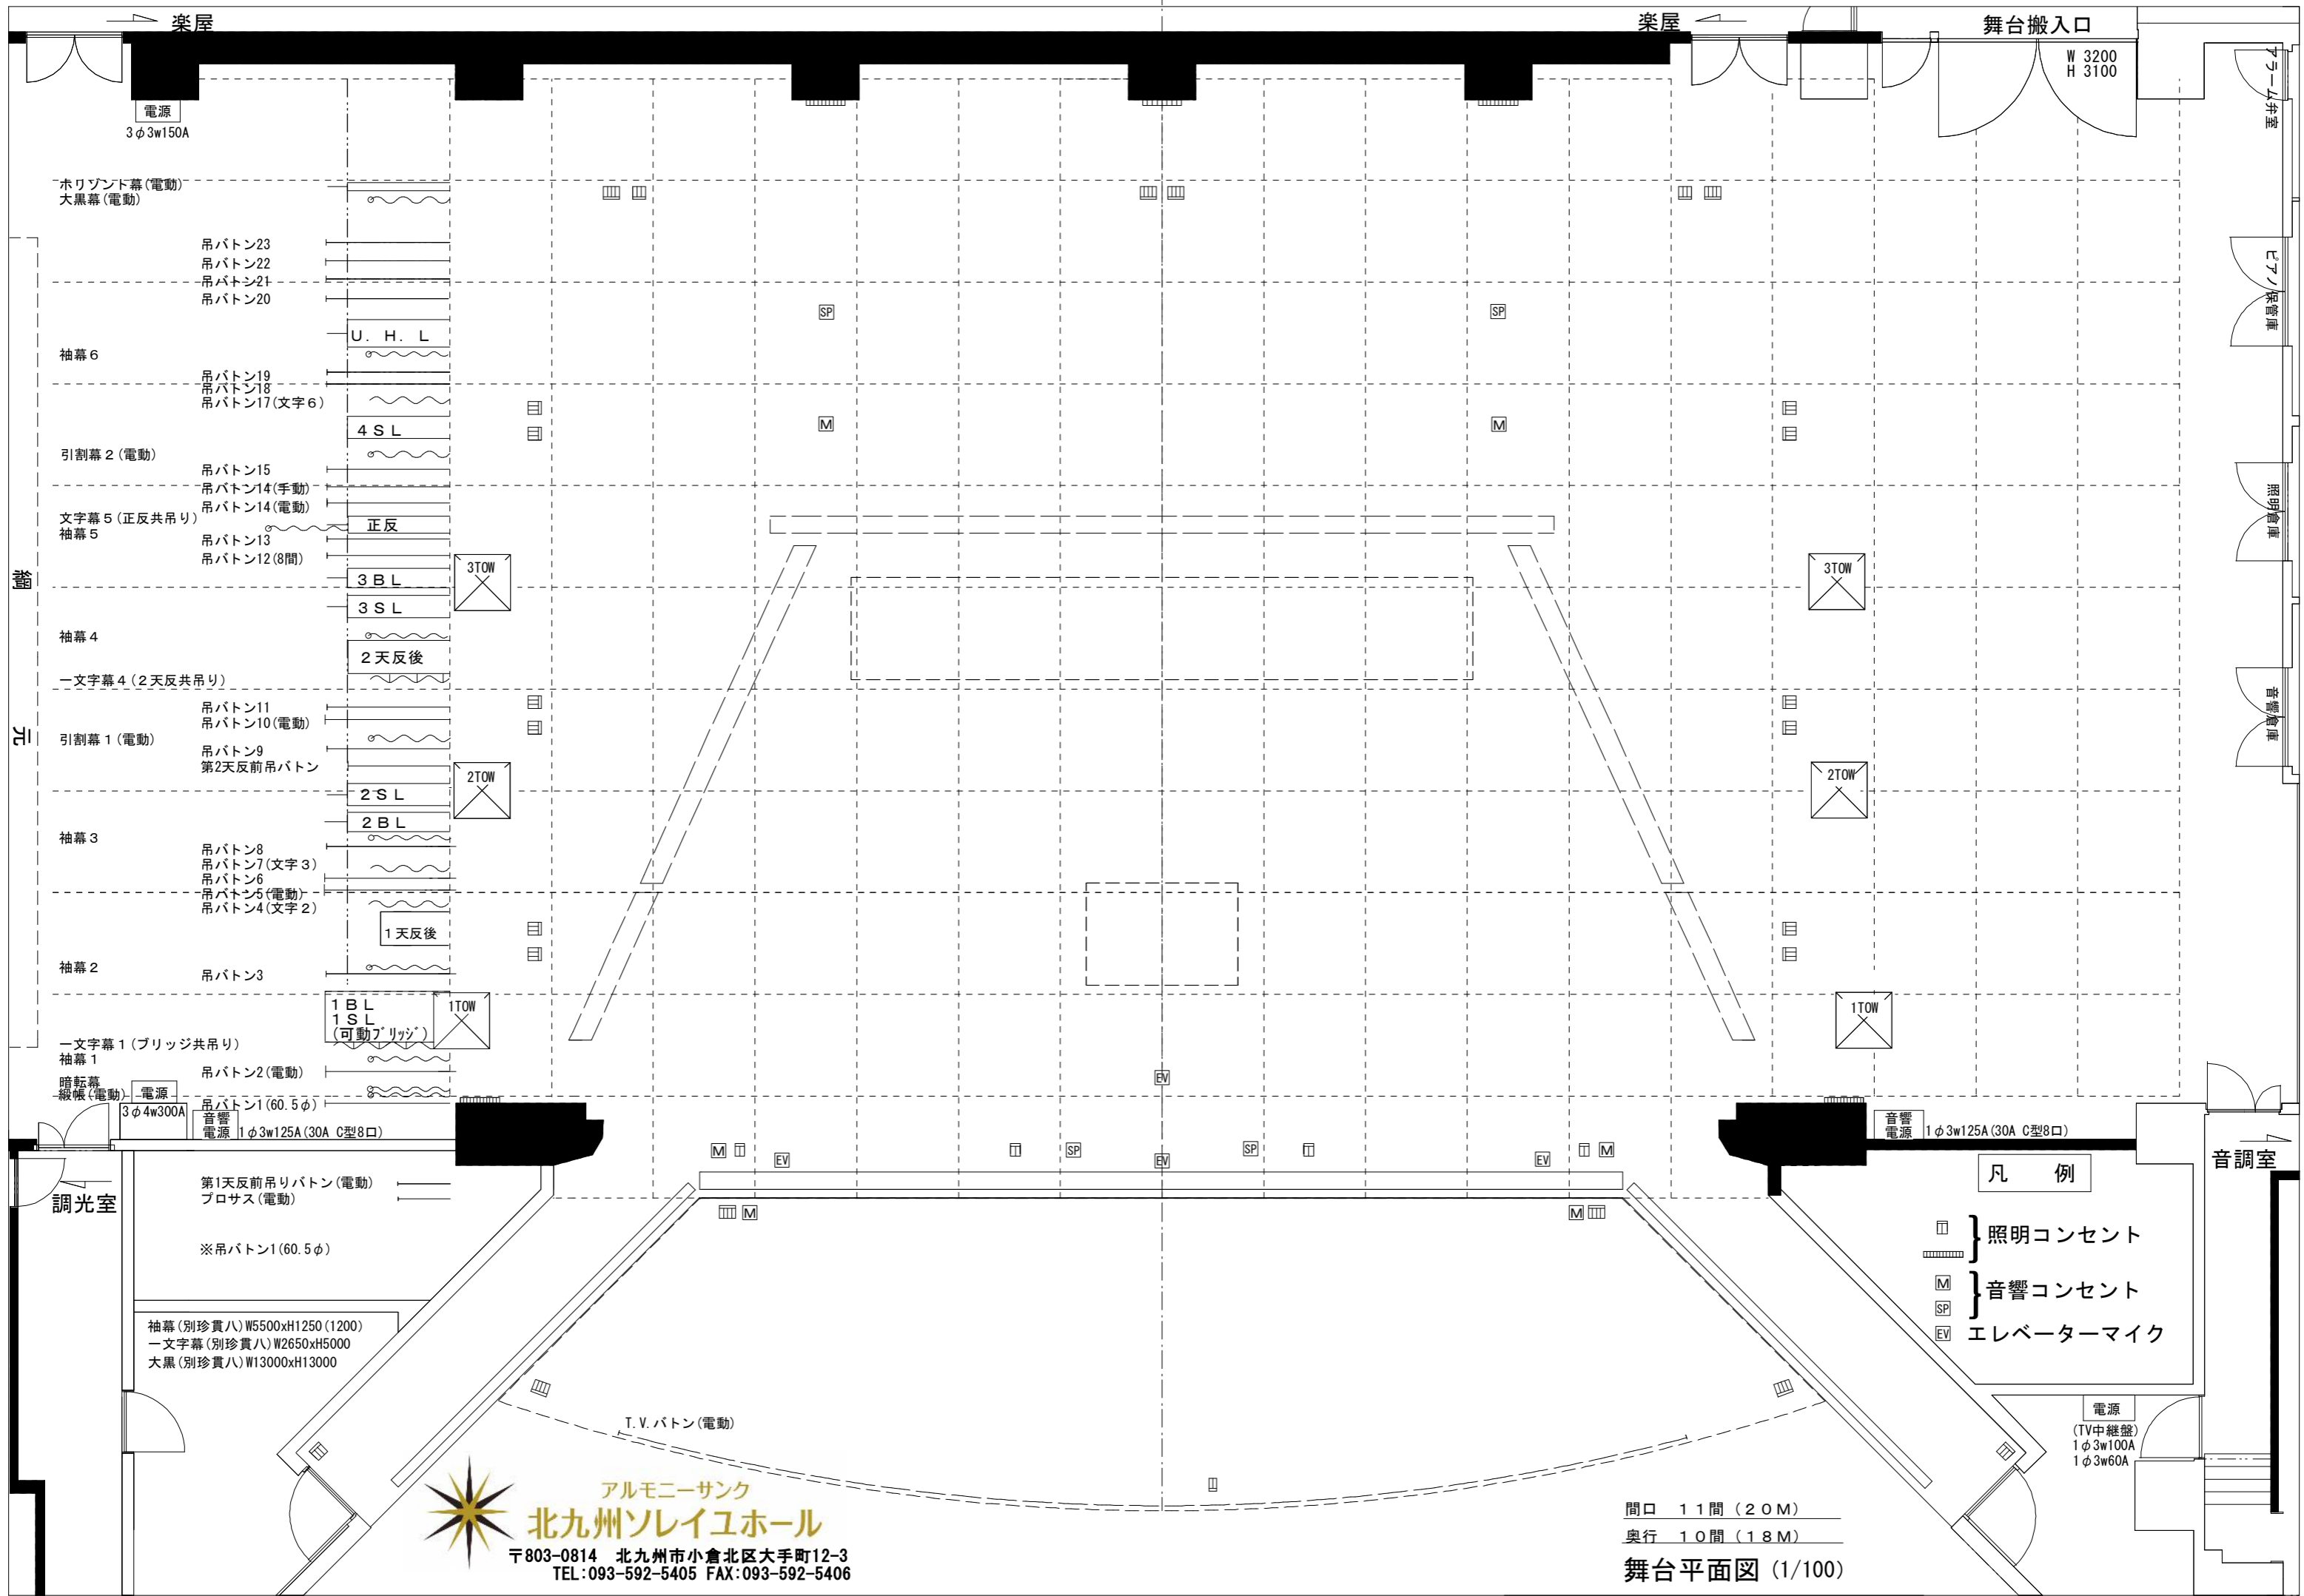 楽屋
楽屋
舞台搬入口
W 3200
H 3100
アラーム弁室
電源
3φ3w150A
ホリゾント幕(電動)
大黒幕(電動)
吊バトン23
吊バトン22
吊バトン21
吊バトン20
U. H. L
袖幕6
吊バトン19
吊バトン18
吊バトン17(文字6)
4SL
引割幕2(電動)
吊バトン15
吊バトン14(手動)
吊バトン14(電動)
文字幕5(正反共吊り)
正反
袖幕5
吊バトン13
吊バトン12(8間)
3BL
3SL
袖幕4
2天反後
一文字幕4(2天反共吊り)
吊バトン11
吊バトン10(電動)
引割幕1(電動)
吊バトン9
第2天反前吊バトン
2SL
2BL
袖幕3
吊バトン8
吊バトン7(文字3)
吊バトン6
吊バトン5(電動)
吊バトン4(文字2)
1天反後
袖幕2
吊バトン3
1BL
1SL
(可動ブリッジ)
一文字幕1(ブリッジ共吊り)
袖幕1
吊バトン2(電動)
暗転幕
緞帳(電動)
吊バトン1(60.5φ)
綱元
電源
3φ4w300A
音響
電源
1φ3w125A(30A C型8口)
SP
SP
M
M
3TOW
3TOW
2TOW
2TOW
1TOW
1TOW
EV
M
EV
SP
EV
SP
EV
M
M
M
ピアノ保管庫
照明倉庫
音響倉庫
音響
電源
1φ3w125A(30A C型8口)
音調室
調光室
第1天反前吊りバトン(電動)
プロサス(電動)
※吊バトン1(60.5φ)
袖幕(別珍貫八)W5500xH1250(1200)
一文字幕(別珍貫八)W2650xH5000
大黒(別珍貫八)W13000xH13000
凡 例
照明コンセント
M
SP
音響コンセント
EV エレベーターマイク
電源
(TV中継盤)
1φ3w100A
1φ3w60A
T.V.バトン(電動)
アルモニーサンク
北九州ソレイユホール
〒803-0814 北九州市小倉北区大手町12-3
TEL:093-592-5405 FAX:093-592-5406
間口 11間(20M)
奥行 10間(18M)
舞台平面図 (1/100)